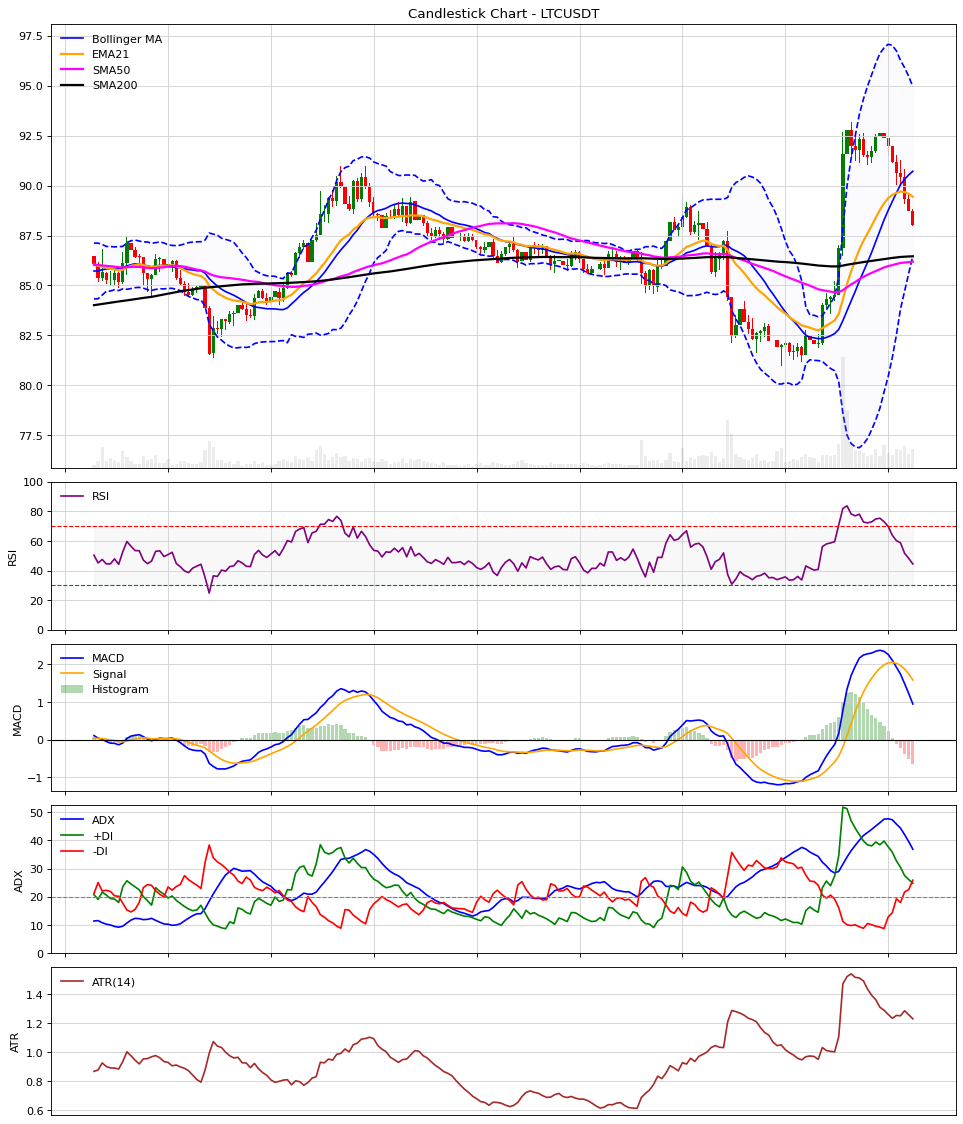 Candlestick Chart - LTCUSDT
97.5
95.0
92.5
90.0
87.5
85.0
82.5
80.0
77.5
Bollinger MA
EMA21
SMA50
SMA200
RSI
100
80
60
40
20
0
RSI
MACD
2
1
0
−1
MACD
Signal
Histogram
ADX
50
40
30
20
10
0
ADX
+DI
-DI
ATR
1.4
1.2
1.0
0.8
0.6
ATR(14)